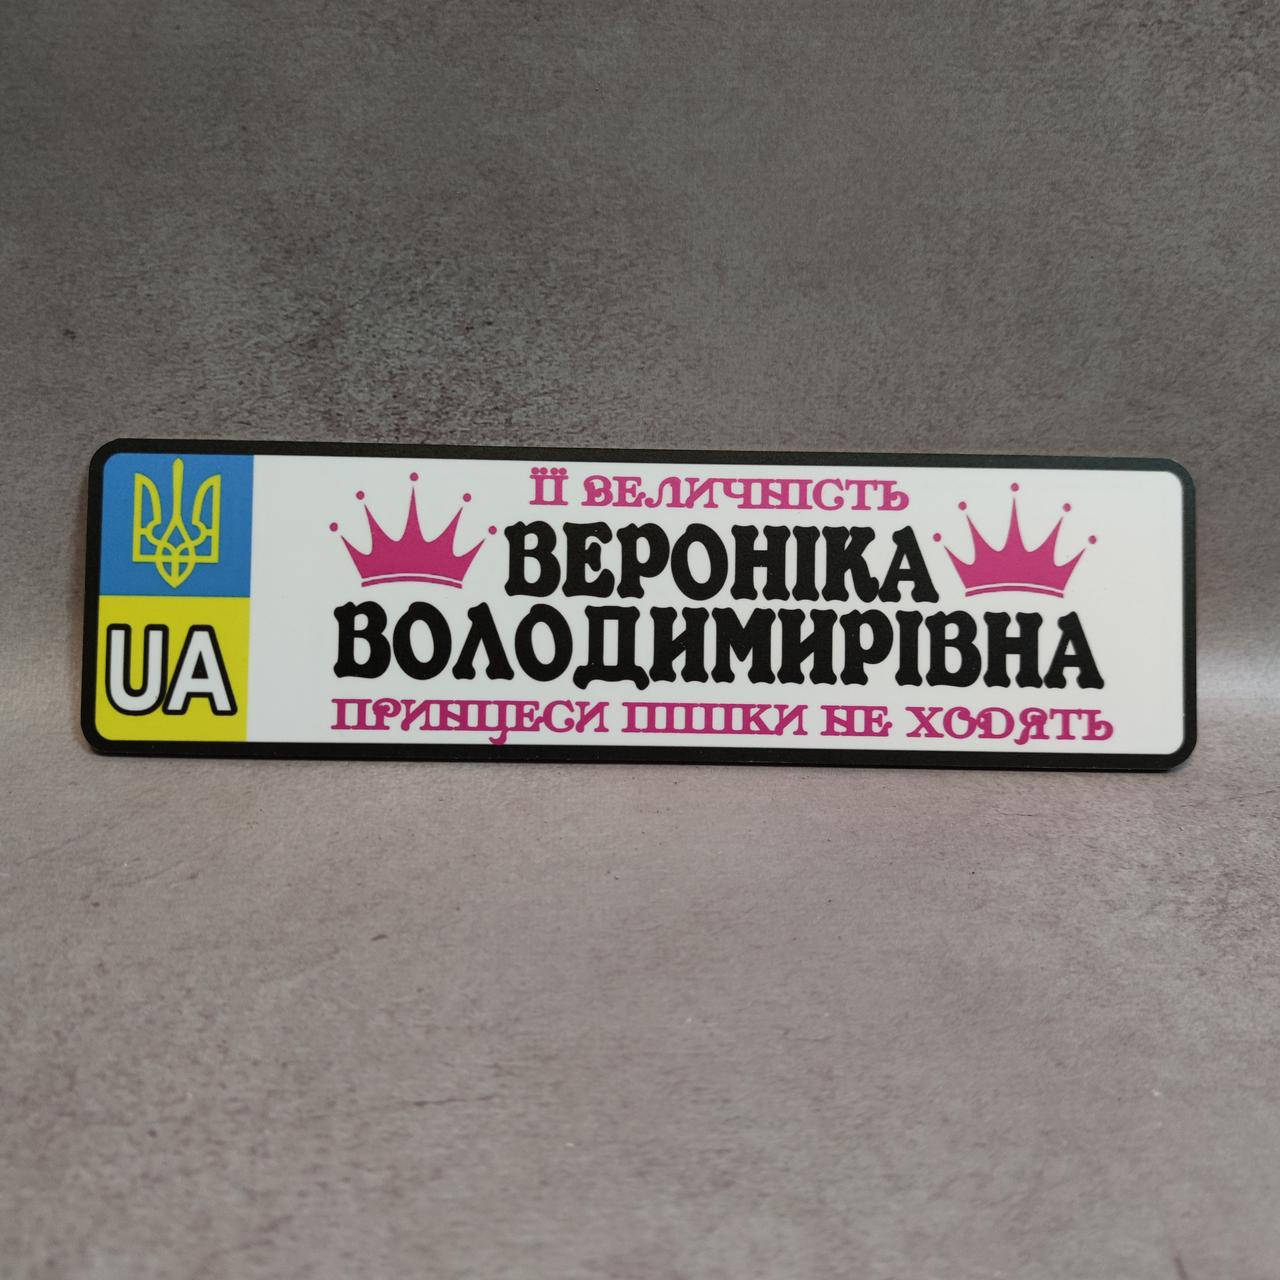 UA
ЇЇ ВЕЛИЧНІСТЬ
ВЕРОНІКА
ВОЛОДИМИРІВНА
ПРИНЦЕСИ ПІШКИ НЕ ХОДЯТЬ